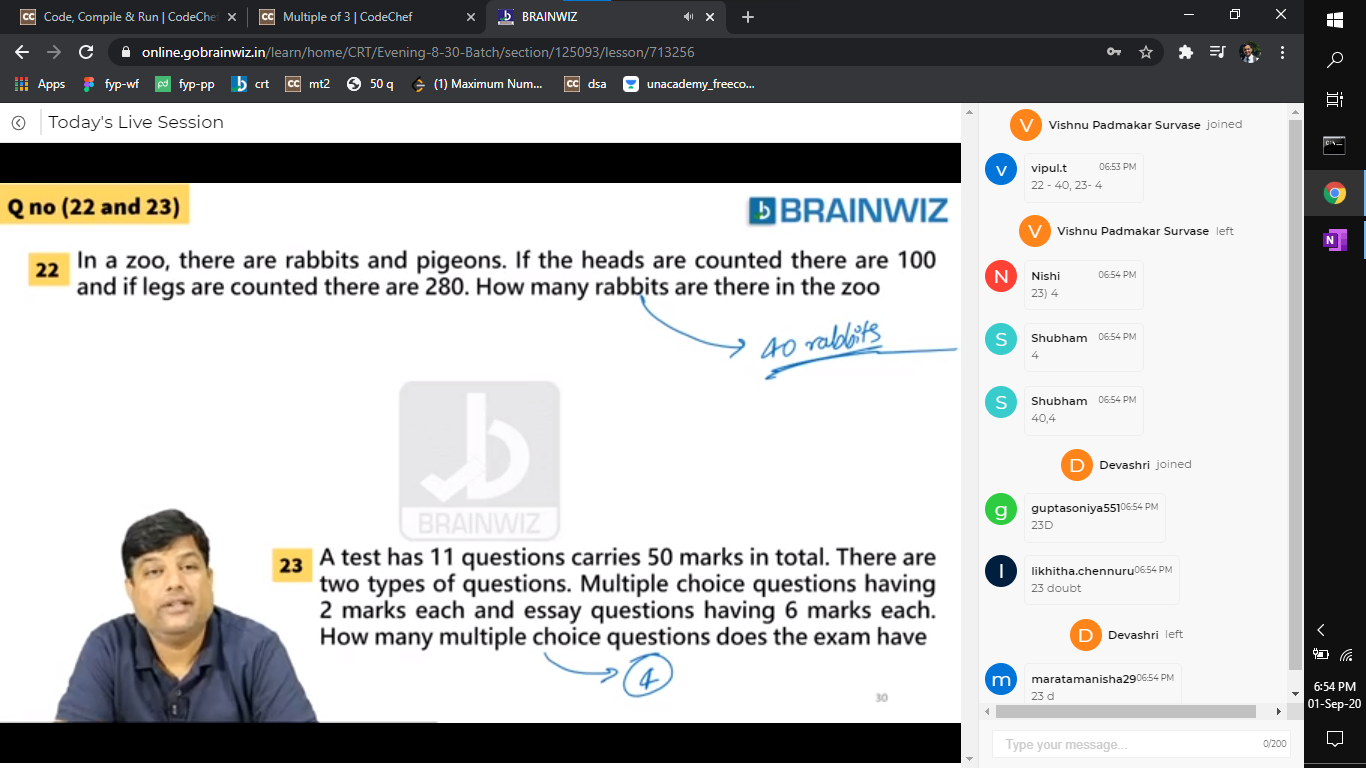 Code, Compile & Run | CodeChef
Multiple of 3 | CodeChef
BRAINWIZ
online.gobrainwiz.in/learn/home/CRT/Evening-8-30-Batch/section/125093/lesson/713256
Apps
fyp-wf
fyp-pp
crt
mt2
50 q
(1) Maximum Num...
dsa
unacademy_freeco...
Today's Live Session
Q no (22 and 23)
BRAINWIZ
22
In a zoo, there are rabbits and pigeons. If the heads are counted there are 100
and if legs are counted there are 280. How many rabbits are there in the zoo
40 rabbits
BRAINWIZ
23
A test has 11 questions carries 50 marks in total. There are
two types of questions. Multiple choice questions having
2 marks each and essay questions having 6 marks each.
How many multiple choice questions does the exam have
4
30
V
Vishnu Padmakar Survase joined
v
vipul.t 06:53 PM
22 - 40, 23- 4
V
Vishnu Padmakar Survase left
N
Nishi 06:54 PM
23) 4
S
Shubham 06:54 PM
4
S
Shubham 06:54 PM
40,4
D
Devashri joined
g
guptasoniya551 06:54 PM
23D
l
likhitha.chennuru 06:54 PM
23 doubt
D
Devashri left
m
maratamanisha29 06:54 PM
23 d
Type your message...
0/200
6:54 PM
01-Sep-20